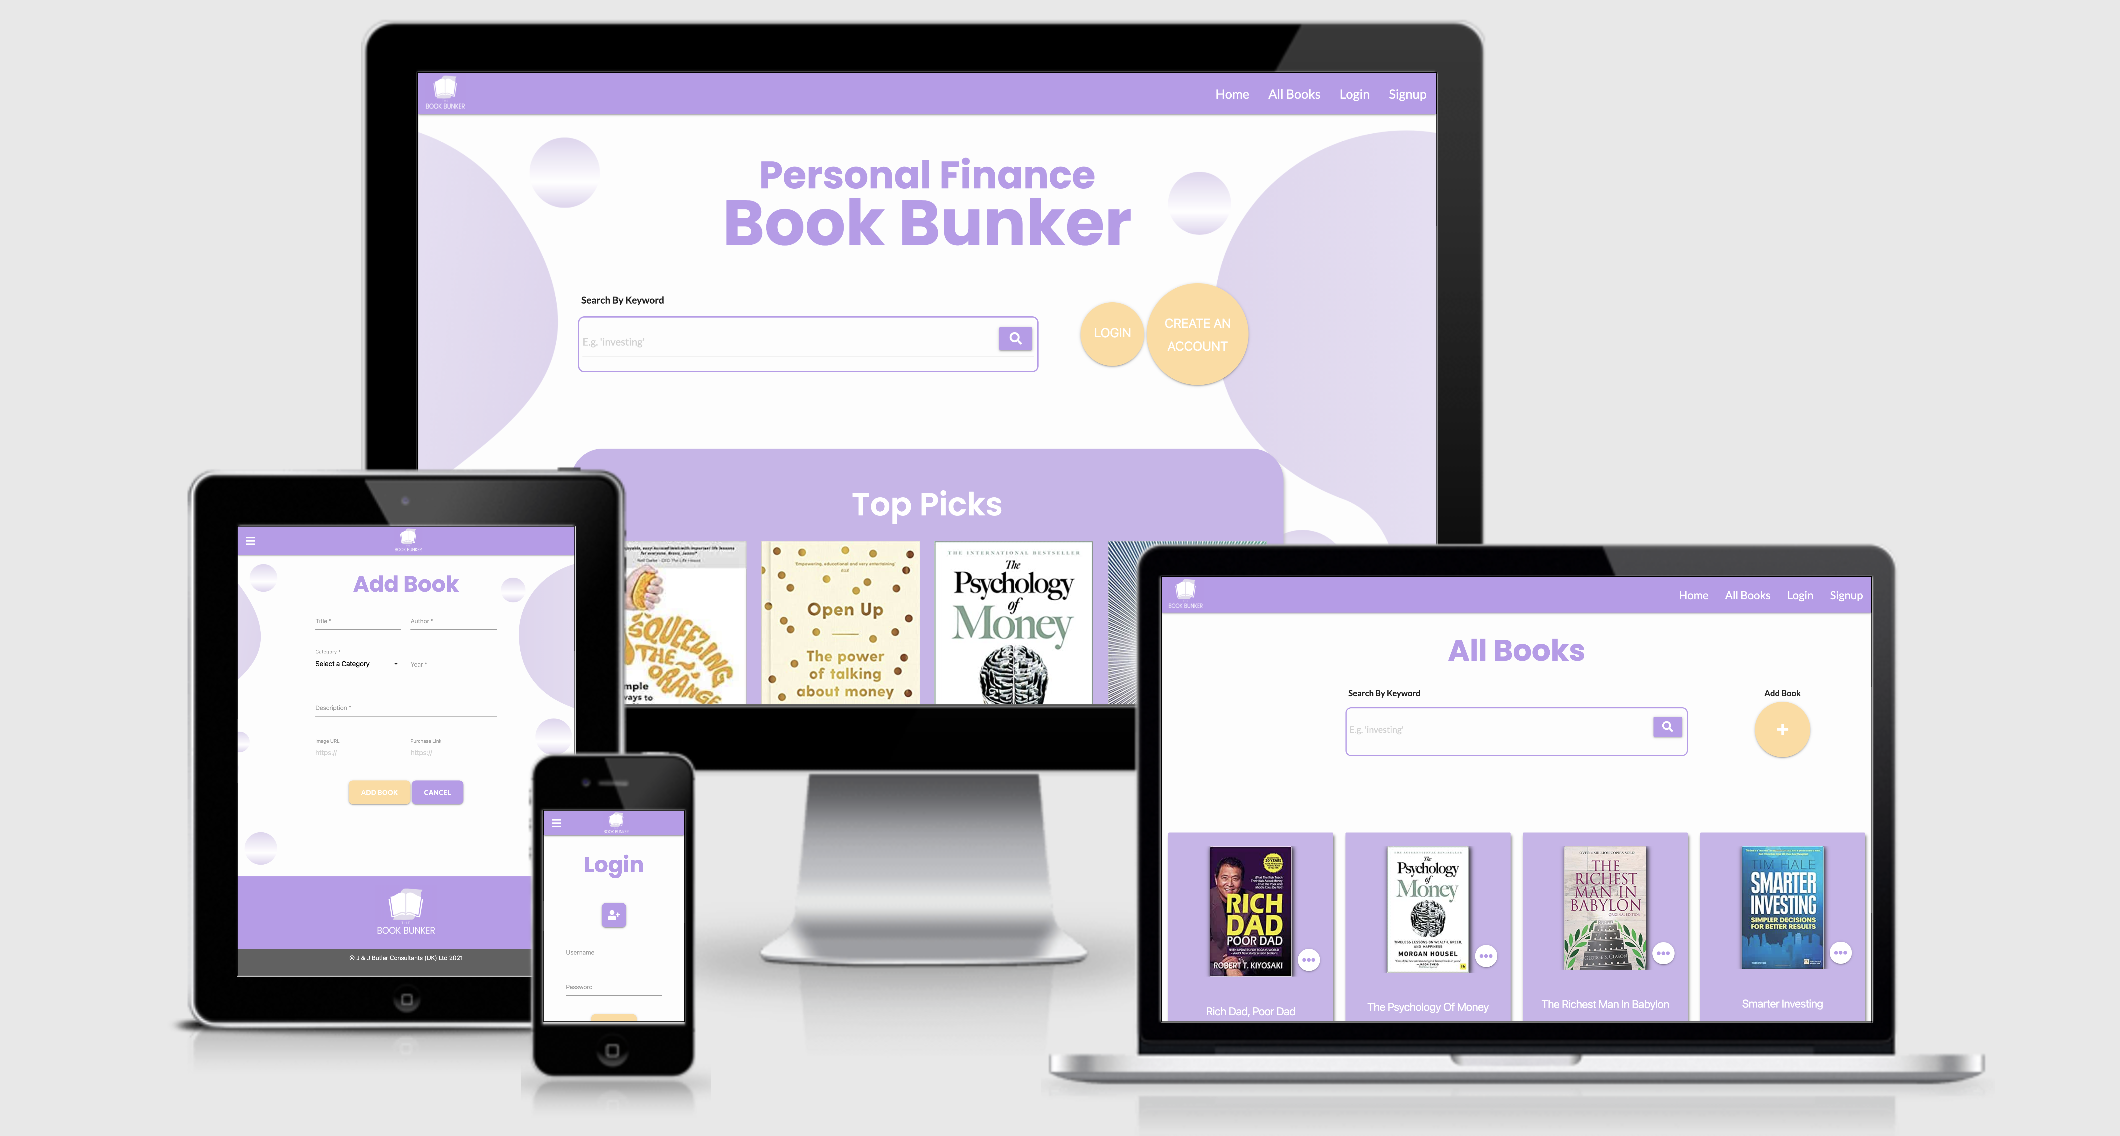 BOOK BUNKER
Home
All Books
Login
Signup
Personal Finance
Book Bunker
Search By Keyword
E.g. 'investing'
LOGIN
CREATE AN
ACCOUNT
Top Picks
SQUEEZING
THE
ORANGE
Open Up
The power
of talking
about money
THE INTERNATIONAL BESTSELLER
The
Psychology
of
Money
BOOK BUNKER
Add Book
Title *
Author *
Category *
Select a Category
Year *
Description *
Image URL
https://
Purchase Link
https://
ADD BOOK
CANCEL
BOOK BUNKER
© J & J Butler Consultants (UK) Ltd 2021
BOOK BUNKER
Login
Username
Password
BOOK BUNKER
Home
All Books
Login
Signup
All Books
Search By Keyword
E.g. 'investing'
Add Book
RICH
DAD
POOR DAD
ROBERT T. KIYOSAKI
Rich Dad, Poor Dad
The
Psychology
of
Money
MORGAN HOUSEL
The Psychology Of Money
THE
RICHEST
MAN IN
BABYLON
The Richest Man In Babylon
TIM HALE
SMARTER
INVESTING
SIMPLER DECISIONS
FOR BETTER RESULTS
Smarter Investing